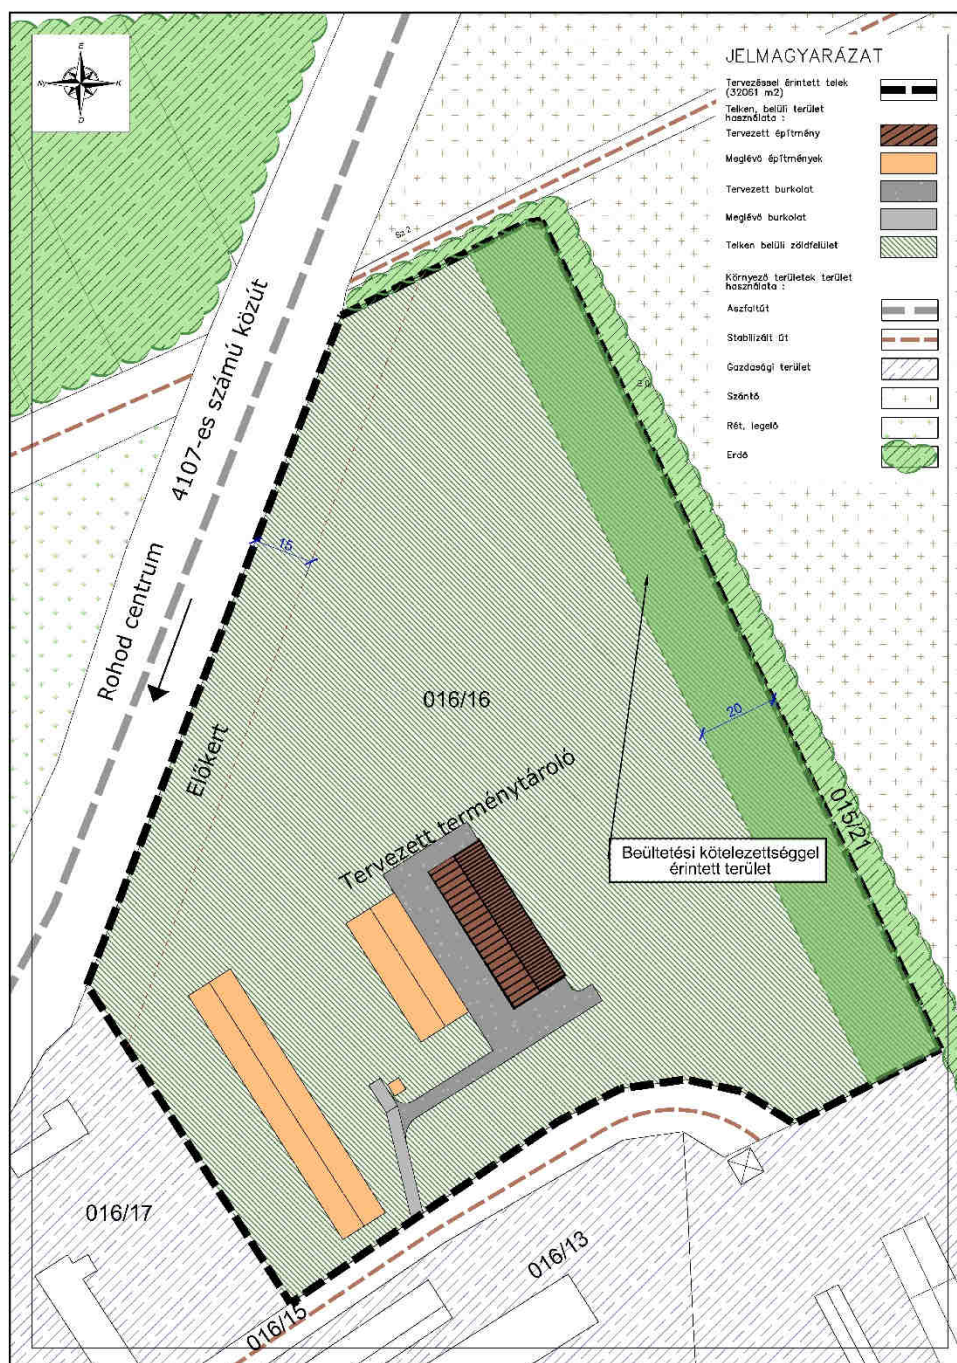 É
Ny
K
D
JELMAGYARÁZAT
Tervezéssel érintett telek
(32061 m2)
Telken, belüli terület
használata :
Tervezett építmény
Meglévő építmények
Tervezett burkolat
Meglévő burkolat
Telken belüli zöldfelület
Környező területek terület
használata :
Aszfaltút
Stabilizált út
Gazdasági terület
Szántó
Rét, legelő
Erdő
4107-es számú közút
Rohod centrum
Előkert
15
016/16
20
015/21
Tervezett terménytároló
Beültetési kötelezettséggel
érintett terület
016/17
016/13
016/15